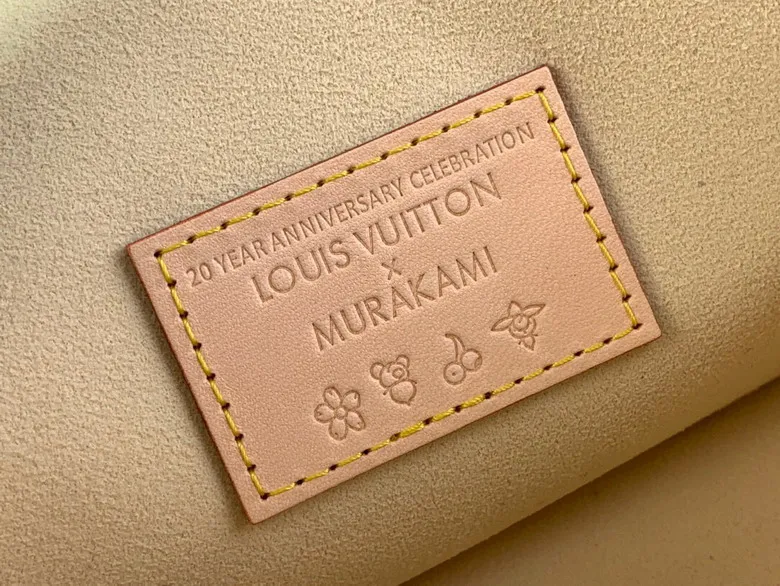 20 YEAR ANNIVERSARY CELEBRATION
LOUIS VUITTON
X
MURAKAMI